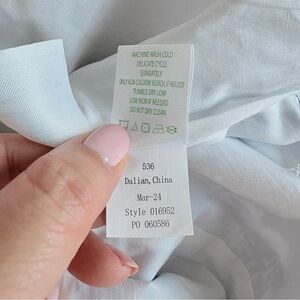 MACHINE WASH COLD
DELICATE CYCLE
SEPARATELY
ONLY NON CHLORINE BLEACH, IF NEEDED
TUMBLE DRY LOW
LOW IRON IF NEEDED
DO NOT DRY CLEAN
536
Dalian, China
Mar-24
Style 016952
PO 060586